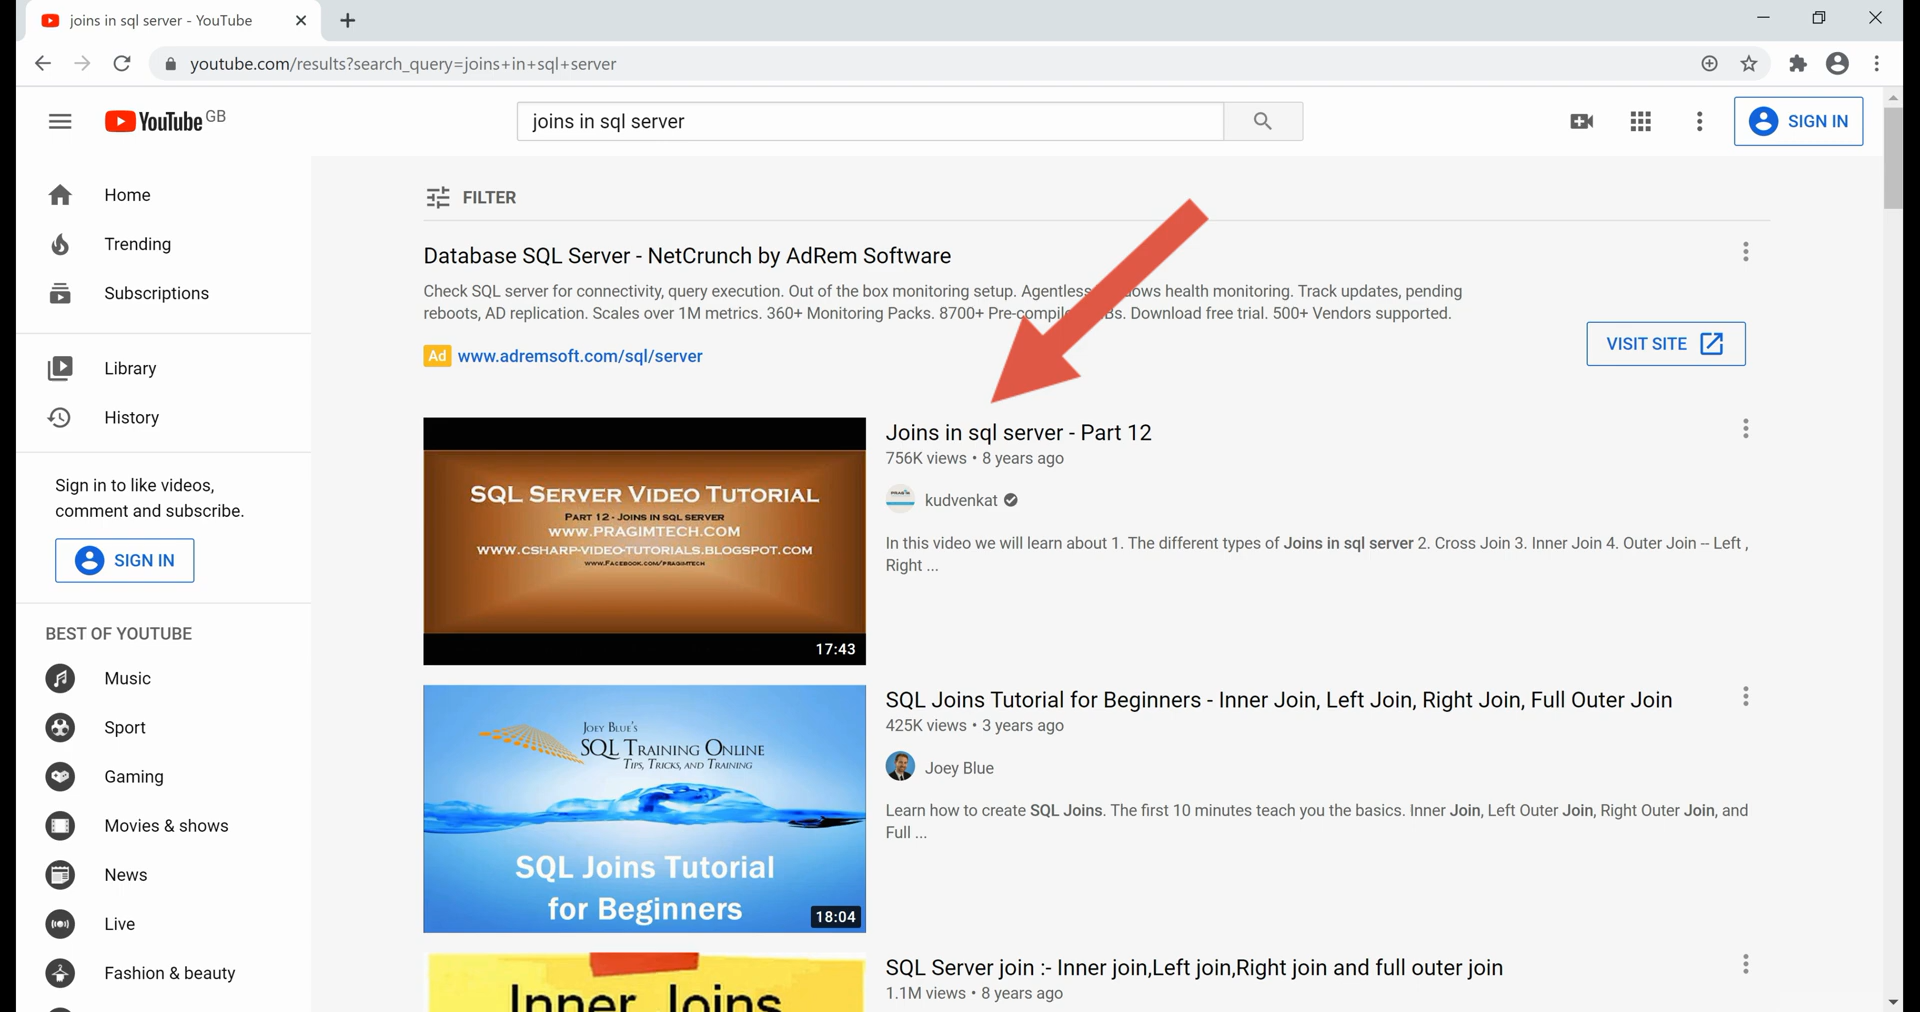 joins in sql server - YouTube
youtube.com/results?search_query=joins+in+sql+server
YouTube GB
joins in sql server
SIGN IN
Home
Trending
Subscriptions
Library
History
Sign in to like videos,
comment and subscribe.
SIGN IN
BEST OF YOUTUBE
Music
Sport
Gaming
Movies & shows
News
Live
Fashion & beauty
FILTER
Database SQL Server - NetCrunch by AdRem Software
Check SQL server for connectivity, query execution. Out of the box monitoring setup. Agentless health monitoring. Track updates, pending
reboots, AD replication. Scales over 1M metrics. 360+ Monitoring Packs. 8700+ Download free trial. 500+ Vendors supported.
Ad www.adremsoft.com/sql/server
VISIT SITE
SQL SERVER VIDEO TUTORIAL
PART 12 - JOINS IN SQL SERVER
WWW.PRAGIMTECH.COM
WWW.CSHARP-VIDEO-TUTORIALS.BLOGSPOT.COM
WWW.FACEBOOK.COM/PRAGIMTECH
17:43
Joins in sql server - Part 12
756K views • 8 years ago
kudvenkat
In this video we will learn about 1. The different types of Joins in sql server 2. Cross Join 3. Inner Join 4. Outer Join -- Left ,
Right ...
JOEY BLUE'S
SQL TRAINING ONLINE
TIPS, TRICKS, AND TRAINING
SQL Joins Tutorial
for Beginners
18:04
SQL Joins Tutorial for Beginners - Inner Join, Left Join, Right Join, Full Outer Join
425K views • 3 years ago
Joey Blue
Learn how to create SQL Joins. The first 10 minutes teach you the basics. Inner Join, Left Outer Join, Right Outer Join, and
Full ...
Inner Joins
SQL Server join :- Inner join,Left join,Right join and full outer join
1.1M views • 8 years ago